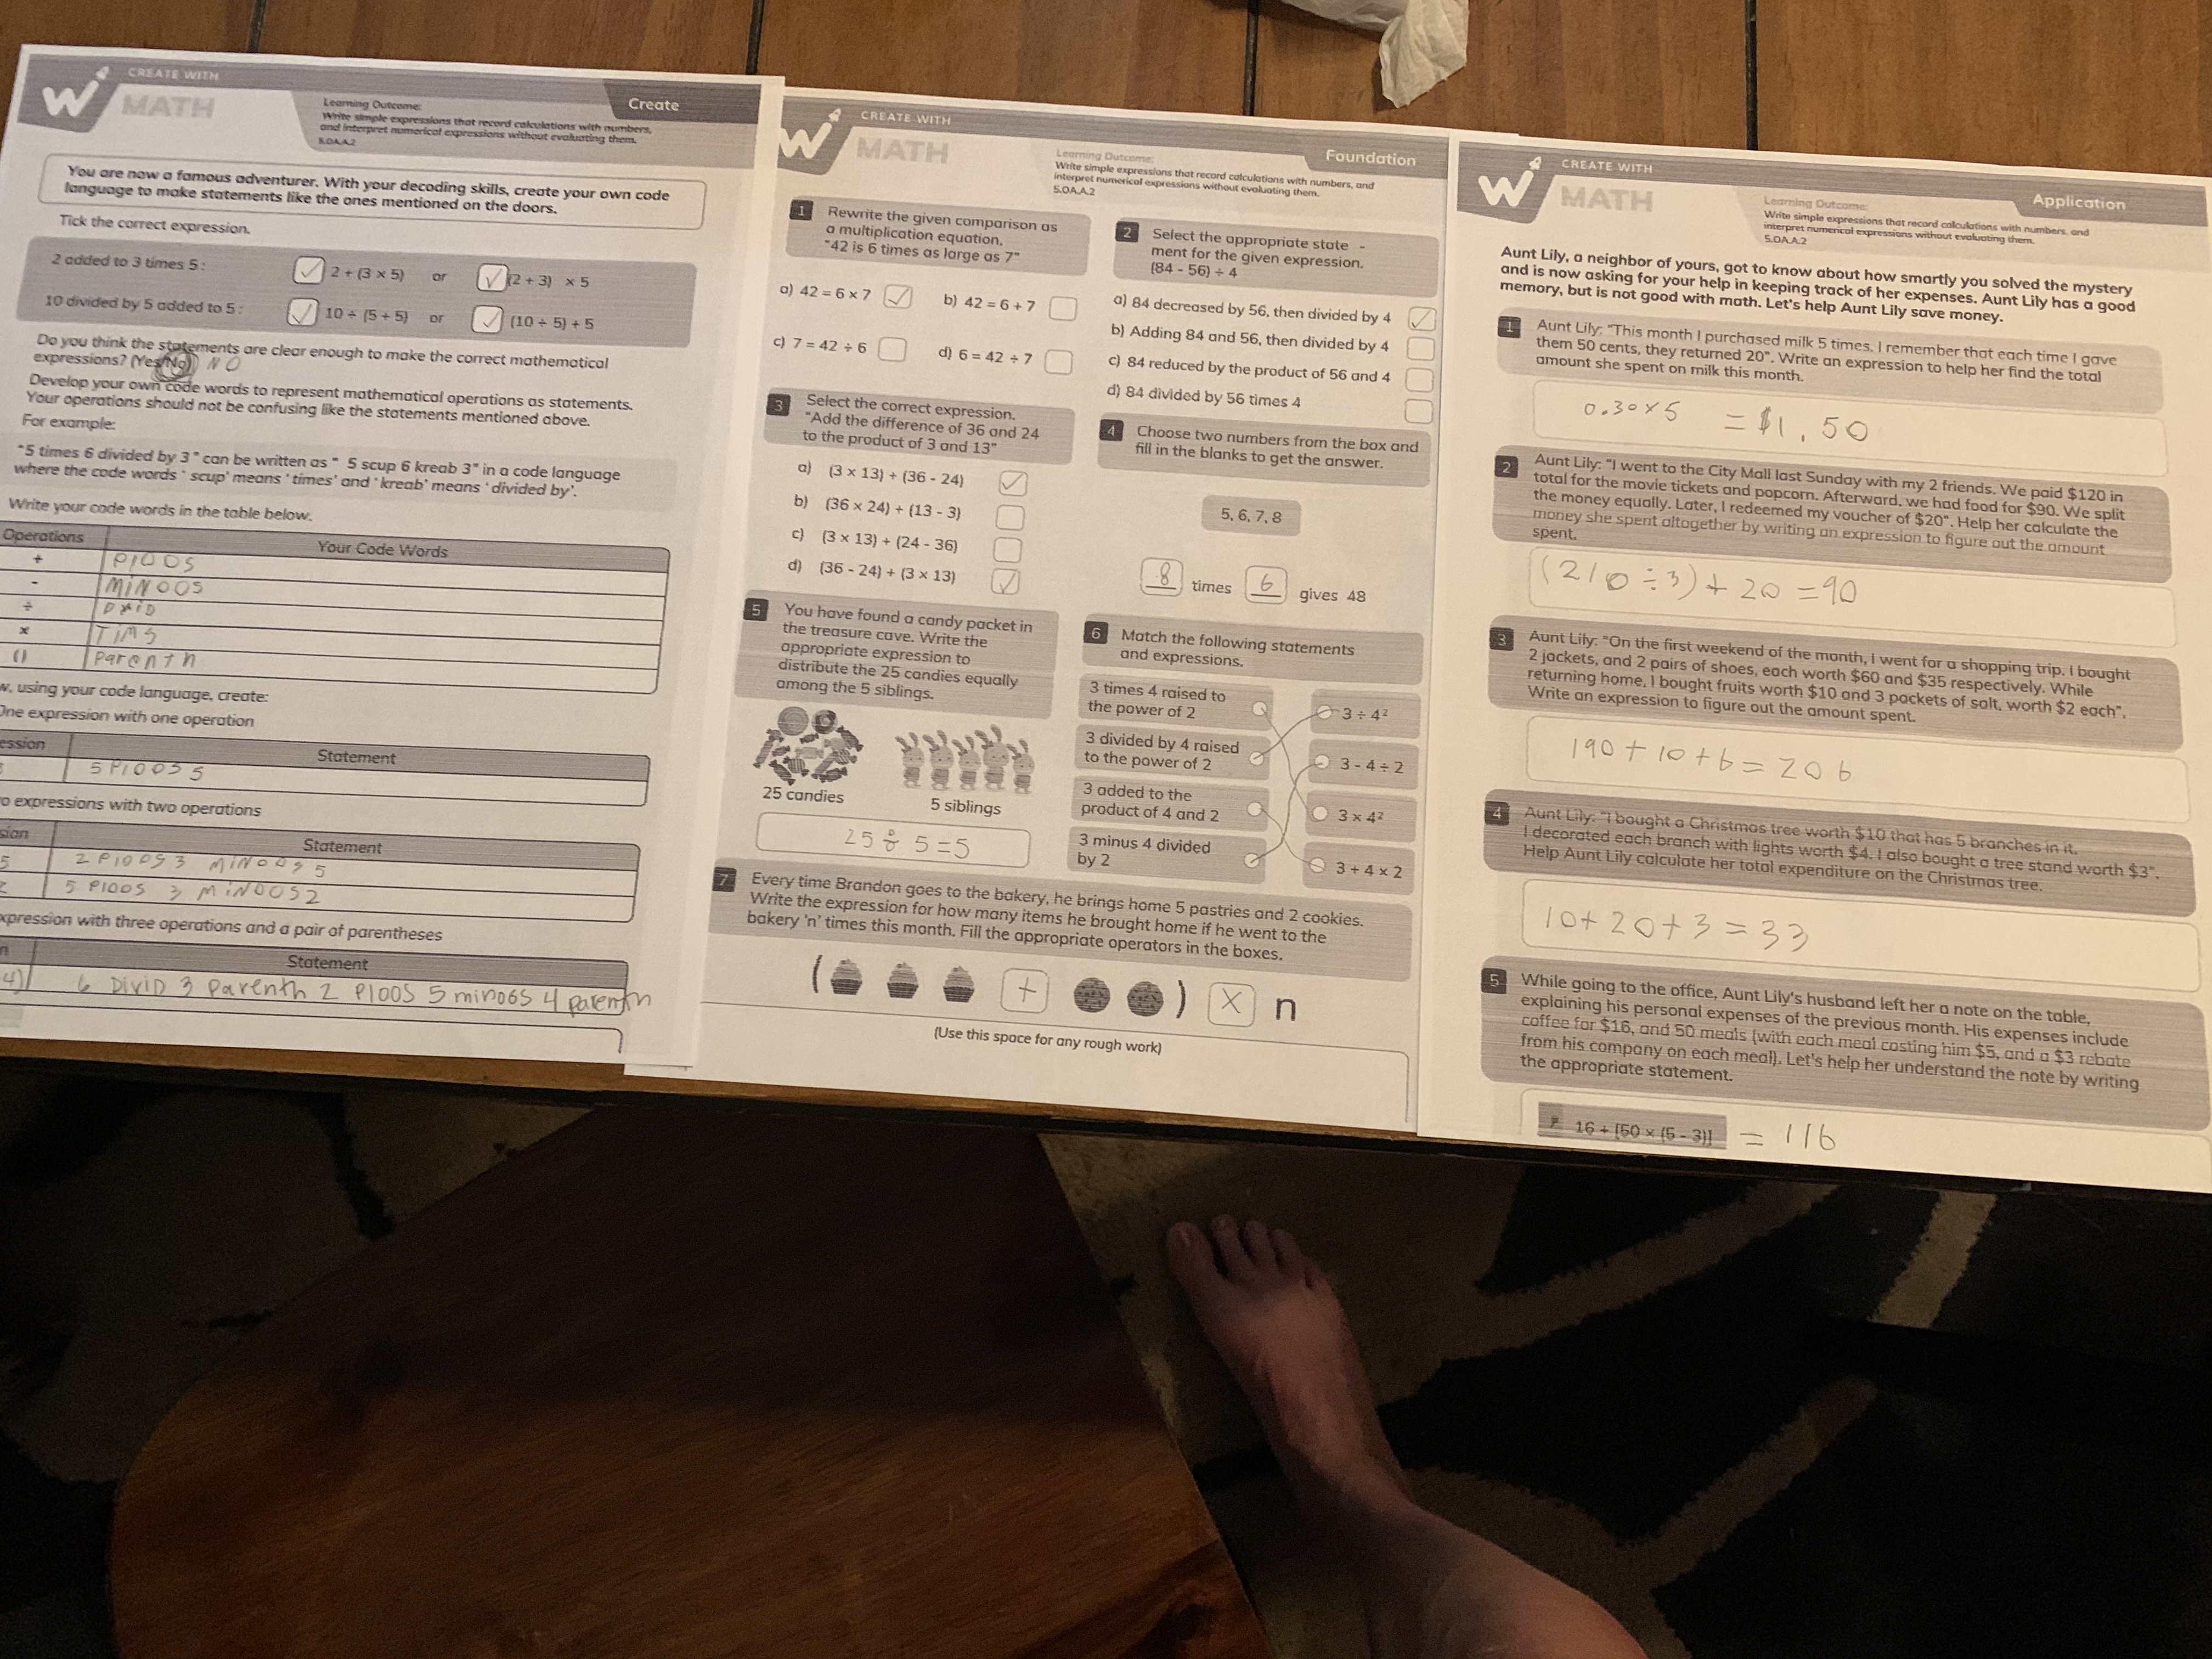 CREATE WITH
MATH
Application
Learning Outcome:
Write simple expressions that record calculations with numbers, and
interpret numerical expressions without evaluating them.
5.OA.A.2
Aunt Lily, a neighbor of yours, got to know about how smartly you solved the mystery
and is now asking for your help in keeping track of her expenses. Aunt Lily has a good
memory, but is not good with math. Let's help Aunt Lily save money.
1 Aunt Lily: "This month I purchased milk 5 times. I remember that each time I gave
them 50 cents, they returned 20". Write an expression to help her find the total
amount she spent on milk this month.
0.30x5 = $1.50
2 Aunt Lily: "I went to the City Mall last Sunday with my 2 friends. We paid $120 in
total for the movie tickets and popcorn. Afterward, we had food for $90. We split
the money equally. Later, I redeemed my voucher of $20". Help her calculate the
money she spent altogether by writing an expression to figure out the amount
spent.
(210 ÷ 3) + 20 = 90
3 Aunt Lily: "On the first weekend of the month, I went for a shopping trip. I bought
2 jackets, and 2 pairs of shoes, each worth $60 and $35 respectively. While
returning home, I bought fruits worth $10 and 3 packets of salt, worth $2 each".
Write an expression to figure out the amount spent.
190 + 10 + 6 = 206
4 Aunt Lily: "I bought a Christmas tree worth $10 that has 5 branches in it.
I decorated each branch with lights worth $4. I also bought a tree stand worth $3".
Help Aunt Lily calculate her total expenditure on the Christmas tree.
10 + 20 + 3 = 33
5 While going to the office, Aunt Lily's husband left her a note on the table,
explaining his personal expenses of the previous month. His expenses include
coffee for $16, and 50 meals (with each meal costing him $5, and a $3 rebate
from his company on each meal). Let's help her understand the note by writing
the appropriate statement.
16 + [50 x (5 - 3)] = 116
CREATE WITH
MATH
Foundation
Learning Outcome:
Write simple expressions that record calculations with numbers, and
interpret numerical expressions without evaluating them.
5.OA.A.2
1 Rewrite the given comparison as
a multiplication equation.
"42 is 6 times as large as 7"
a) 42 = 6 x 7 ✓ b) 42 = 6 + 7
c) 7 = 42 ÷ 6 d) 6 = 42 ÷ 7
2 Select the appropriate state -
ment for the given expression.
(84 - 56) ÷ 4
a) 84 decreased by 56, then divided by 4 ✓
b) Adding 84 and 56, then divided by 4
c) 84 reduced by the product of 56 and 4
d) 84 divided by 56 times 4
3 Select the correct expression.
"Add the difference of 36 and 24
to the product of 3 and 13"
a) (3 x 13) + (36 - 24) ✓
b) (36 x 24) + (13 - 3)
c) (3 x 13) + (24 - 36)
d) (36 - 24) + (3 x 13) ✓
4 Choose two numbers from the box and
fill in the blanks to get the answer.
5, 6, 7, 8
8 times 6 gives 48
5 You have found a candy packet in
the treasure cave. Write the
appropriate expression to
distribute the 25 candies equally
among the 5 siblings.
25 candies 5 siblings
25 ÷ 5 = 5
6 Match the following statements
and expressions.
3 times 4 raised to
the power of 2
3 ÷ 4²
3 divided by 4 raised
to the power of 2
3 - 4 ÷ 2
3 added to the
product of 4 and 2
3 x 4²
3 minus 4 divided
by 2
3 + 4 x 2
7 Every time Brandon goes to the bakery, he brings home 5 pastries and 2 cookies.
Write the expression for how many items he brought home if he went to the
bakery 'n' times this month. Fill the appropriate operators in the boxes.
( + ) x n
(Use this space for any rough work)
CREATE WITH
MATH
Create
Learning Outcome:
Write simple expressions that record calculations with numbers,
and interpret numerical expressions without evaluating them.
5.OA.A.2
You are now a famous adventurer. With your decoding skills, create your own code
language to make statements like the ones mentioned on the doors.
Tick the correct expression.
2 added to 3 times 5: ✓ 2 + (3 x 5) or ✓ (2 + 3) x 5
10 divided by 5 added to 5: ✓ 10 ÷ (5 + 5) or ✓ (10 ÷ 5) + 5
Do you think the statements are clear enough to make the correct mathematical
expressions? (Yes/No) NO
Develop your own code words to represent mathematical operations as statements.
Your operations should not be confusing like the statements mentioned above.
For example:
"5 times 6 divided by 3" can be written as "5 scup 6 kreab 3" in a code language
where the code words 'scup' means 'times' and 'kreab' means 'divided by'.
Write your code words in the table below.
Operations Your Code Words
+ Ploos
- MiNOOS
÷ DiviD
x TiMS
() Parenth
w, using your code language, create:
One expression with one operation
ession Statement
5 Ploos 5
o expressions with two operations
sion Statement
5 2 Ploos 3 MiNoos 5
2 5 Ploos 3 MiNOOS 2
xpression with three operations and a pair of parentheses
n Statement
4) 6 DiviD 3 Parenth 2 Ploos 5 minoos 4 parenth